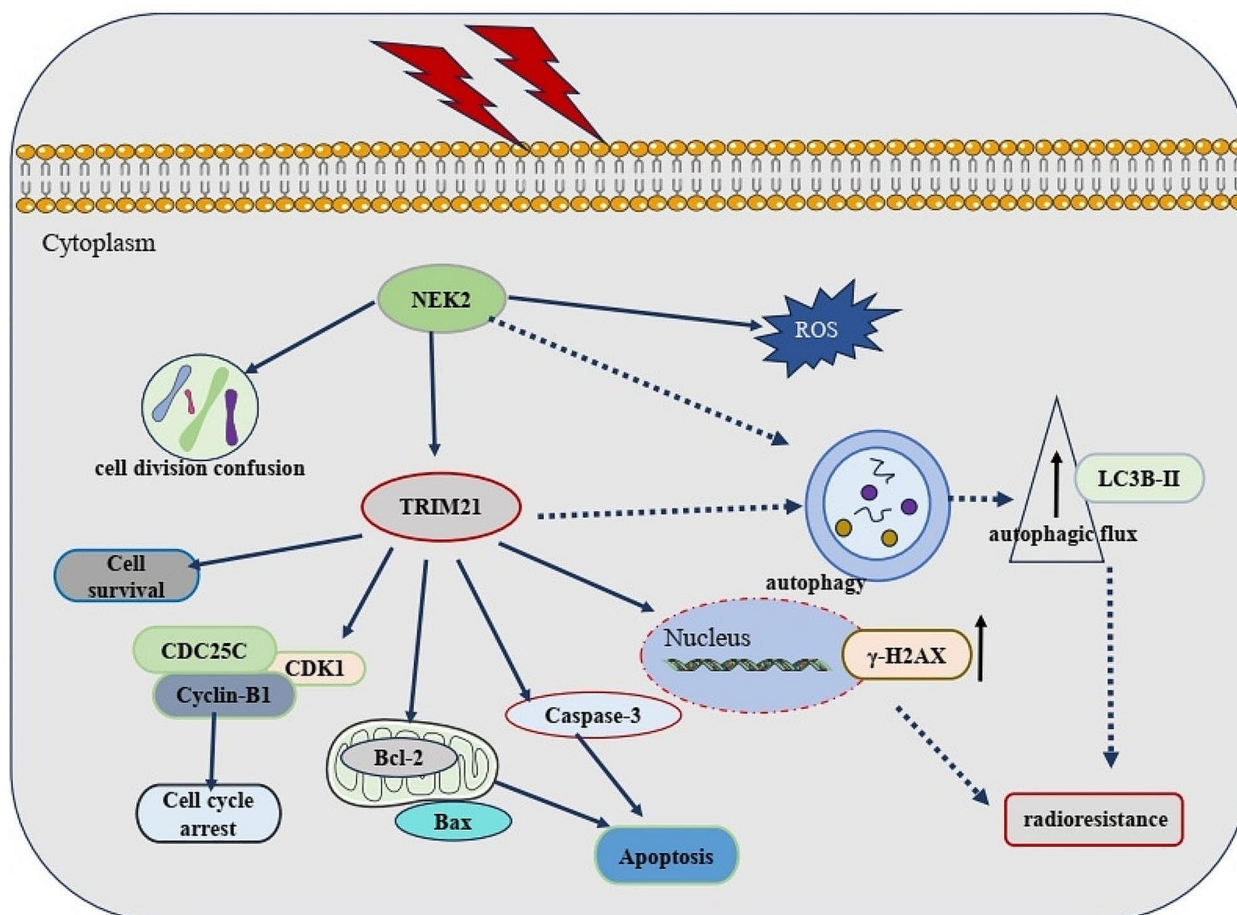 Cytoplasm
NEK2
ROS
cell division confusion
TRIM21
LC3B-II
autophagic flux
autophagy
Cell
survival
Nucleus
γ-H2AX
CDC25C
CDK1
Cyclin-B1
Caspase-3
Bcl-2
Bax
Cell cycle
arrest
Apoptosis
radioresistance